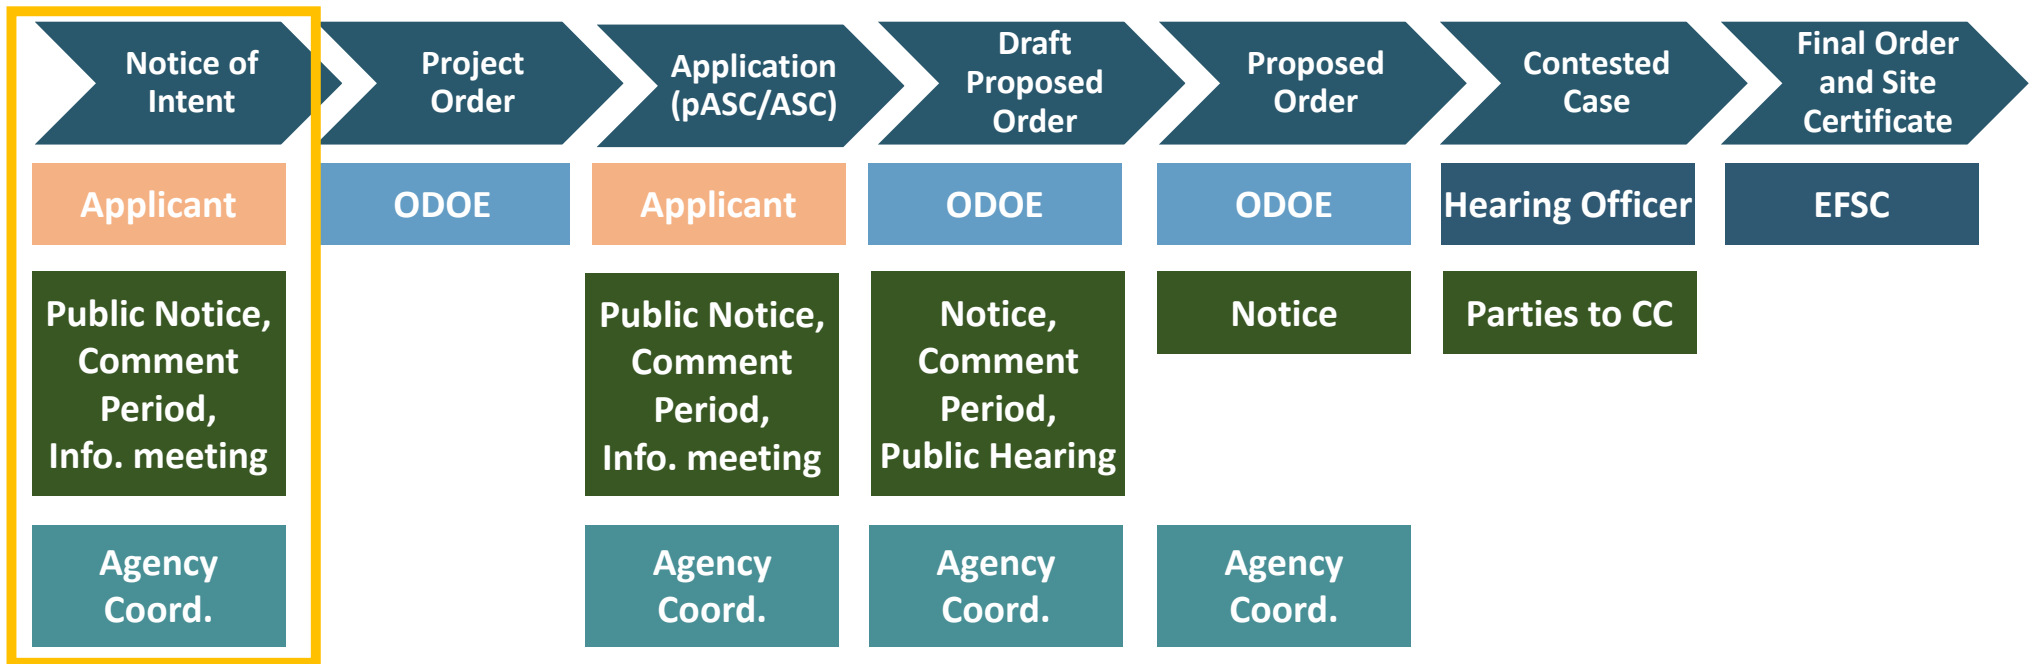 Notice of
Intent
Project
Order
Application
(pASC/ASC)
Draft
Proposed
Order
Proposed
Order
Contested
Case
Final Order
and Site
Certificate
Applicant
ODOE
Applicant
ODOE
ODOE
Hearing Officer
EFSC
Public Notice,
Comment
Period,
Info. meeting
Public Notice,
Comment
Period,
Info. meeting
Notice,
Comment
Period,
Public Hearing
Notice
Parties to CC
Agency
Coord.
Agency
Coord.
Agency
Coord.
Agency
Coord.